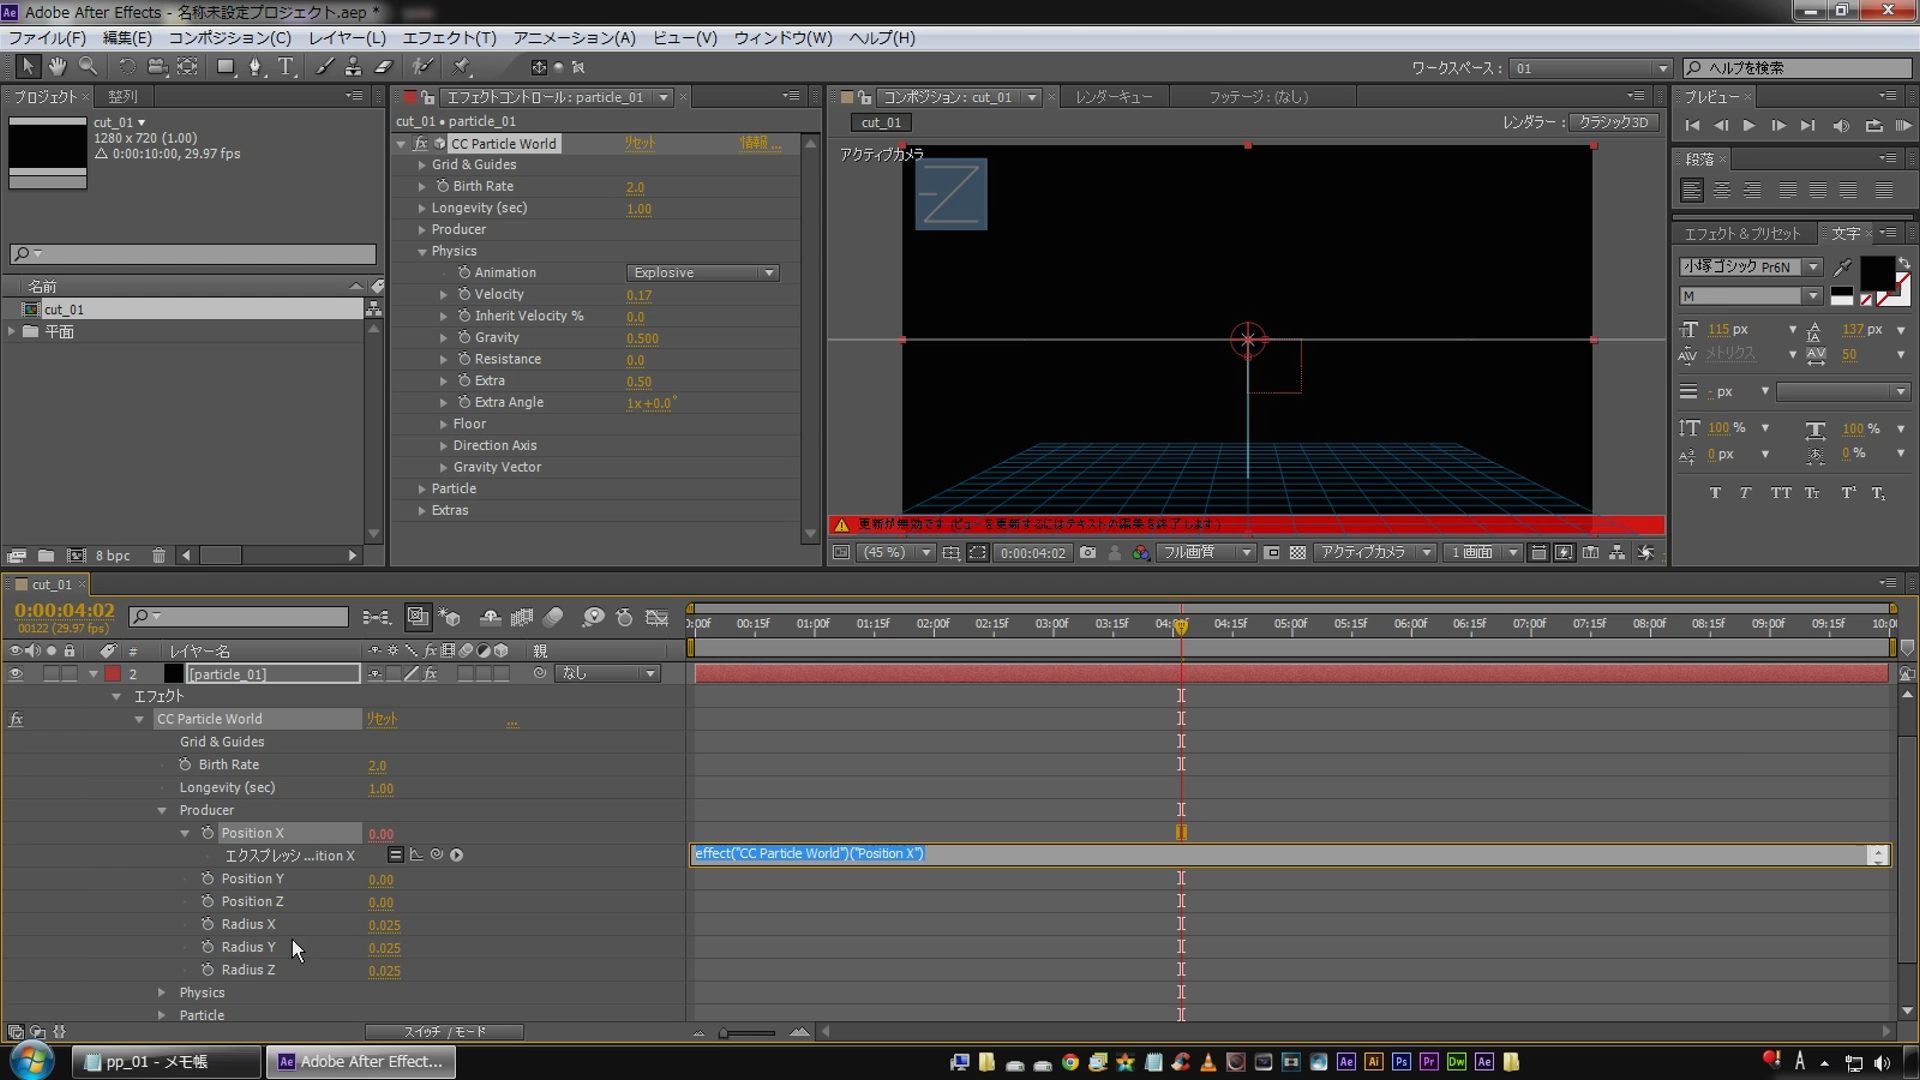 Adobe After Effects - 名称未設定プロジェクト.aep *
ファイル(F) 編集(E) コンポジション(C) レイヤー(L) エフェクト(T) アニメーション(A) ビュー(V) ウィンドウ(W) ヘルプ(H)
ワークスペース: 01
ヘルプを検索
プロジェクト 整列
cut_01
1280 x 720 (1.00)
Δ 0:00:10:00, 29.97 fps
名前
cut_01
平面
8 bpc
エフェクトコントロール: particle_01
cut_01 • particle_01
fx CC Particle World リセット 情報 ...
Grid & Guides
Birth Rate 2.0
Longevity (sec) 1.00
Producer
Physics
Animation Explosive
Velocity 0.17
Inherit Velocity % 0.0
Gravity 0.500
Resistance 0.0
Extra 0.50
Extra Angle 1x+0.0°
Floor
Direction Axis
Gravity Vector
Particle
Extras
コンポジション: cut_01 レンダーキュー フッテージ: (なし)
cut_01 レンダラー: クラシック3D
アクティブカメラ
更新が無効です (ビューを更新するにはテキストの編集を終了します)
(45 %) 0:00:04:02 フル画質 アクティブカメラ 1 画面
プレビュー
段落
エフェクト＆プリセット 文字
小塚ゴシック Pr6N
M
115 px 137 px
メトリクス 50
- px
100 % 100 %
0 px 0 %
cut_01
0:00:04:02
00122 (29.97 fps)
# レイヤー名 親
2 [particle_01] なし
エフェクト
fx CC Particle World リセット ...
Grid & Guides
Birth Rate 2.0
Longevity (sec) 1.00
Producer
Position X 0.00
エクスプレッシ...ition X
Position Y 0.00
Position Z 0.00
Radius X 0.025
Radius Y 0.025
Radius Z 0.025
Physics
Particle
スイッチ / モード
0:00f 00:15f 01:00f 01:15f 02:00f 02:15f 03:00f 03:15f 04:15f 05:00f 05:15f 06:00f 06:15f 07:00f 07:15f 08:00f 08:15f 09:00f 09:15f
effect("CC Particle World")("Position X")
pp_01 - メモ帳
Ae Adobe After Effect...
Ae Ai Ps Pr Dw Ae
A